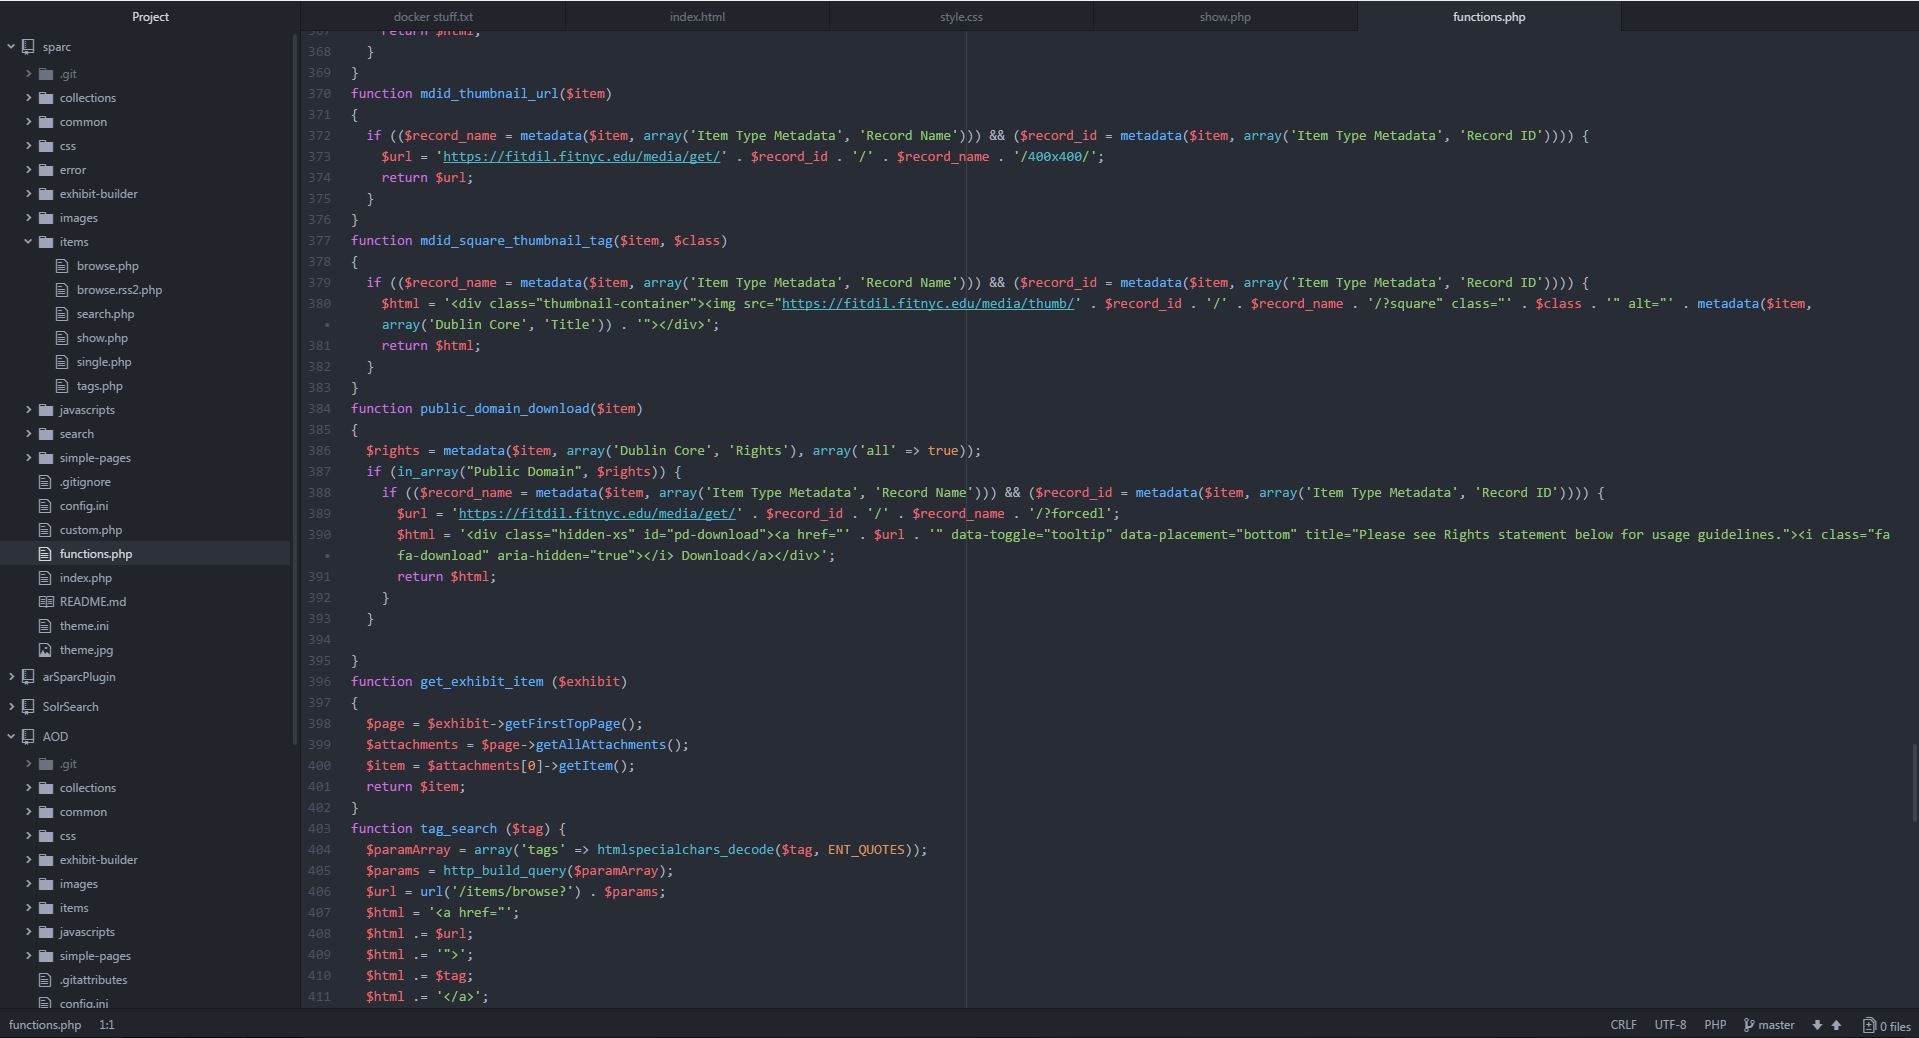 Project
docker stuff.txt
index.html
style.css
show.php
functions.php
sparc
.git
collections
common
css
error
exhibit-builder
images
items
browse.php
browse.rss2.php
search.php
show.php
single.php
tags.php
javascripts
search
simple-pages
.gitignore
config.ini
custom.php
functions.php
index.php
README.md
theme.ini
theme.jpg
arSparcPlugin
SolrSearch
AOD
.git
collections
common
css
exhibit-builder
images
items
javascripts
simple-pages
.gitattributes
config.ini
367 return $html;
368 }
369 }
370 function mdid_thumbnail_url($item)
371 {
372 if (($record_name = metadata($item, array('Item Type Metadata', 'Record Name'))) && ($record_id = metadata($item, array('Item Type Metadata', 'Record ID')))) {
373 $url = 'https://fitdil.fitnyc.edu/media/get/' . $record_id . '/' . $record_name . '/400x400/';
374 return $url;
375 }
376 }
377 function mdid_square_thumbnail_tag($item, $class)
378 {
379 if (($record_name = metadata($item, array('Item Type Metadata', 'Record Name'))) && ($record_id = metadata($item, array('Item Type Metadata', 'Record ID')))) {
380 $html = '<div class="thumbnail-container"><img src="https://fitdil.fitnyc.edu/media/thumb/' . $record_id . '/' . $record_name . '/?square" class="' . $class . '" alt="' . metadata($item,
• array('Dublin Core', 'Title')) . '"></div>';
381 return $html;
382 }
383 }
384 function public_domain_download($item)
385 {
386 $rights = metadata($item, array('Dublin Core', 'Rights'), array('all' => true));
387 if (in_array("Public Domain", $rights)) {
388 if (($record_name = metadata($item, array('Item Type Metadata', 'Record Name'))) && ($record_id = metadata($item, array('Item Type Metadata', 'Record ID')))) {
389 $url = 'https://fitdil.fitnyc.edu/media/get/' . $record_id . '/' . $record_name . '/?forcedl';
390 $html = '<div class="hidden-xs" id="pd-download"><a href="' . $url . '" data-toggle="tooltip" data-placement="bottom" title="Please see Rights statement below for usage guidelines."><i class="fa
• fa-download" aria-hidden="true"></i> Download</a></div>';
391 return $html;
392 }
393 }
394
395 }
396 function get_exhibit_item ($exhibit)
397 {
398 $page = $exhibit->getFirstTopPage();
399 $attachments = $page->getAllAttachments();
400 $item = $attachments[0]->getItem();
401 return $item;
402 }
403 function tag_search ($tag) {
404 $paramArray = array('tags' => htmlspecialchars_decode($tag, ENT_QUOTES));
405 $params = http_build_query($paramArray);
406 $url = url('/items/browse?') . $params;
407 $html = '<a href="';
408 $html .= $url;
409 $html .= '">';
410 $html .= $tag;
411 $html .= '</a>';
functions.php 1:1
CRLF UTF-8 PHP master 0 files